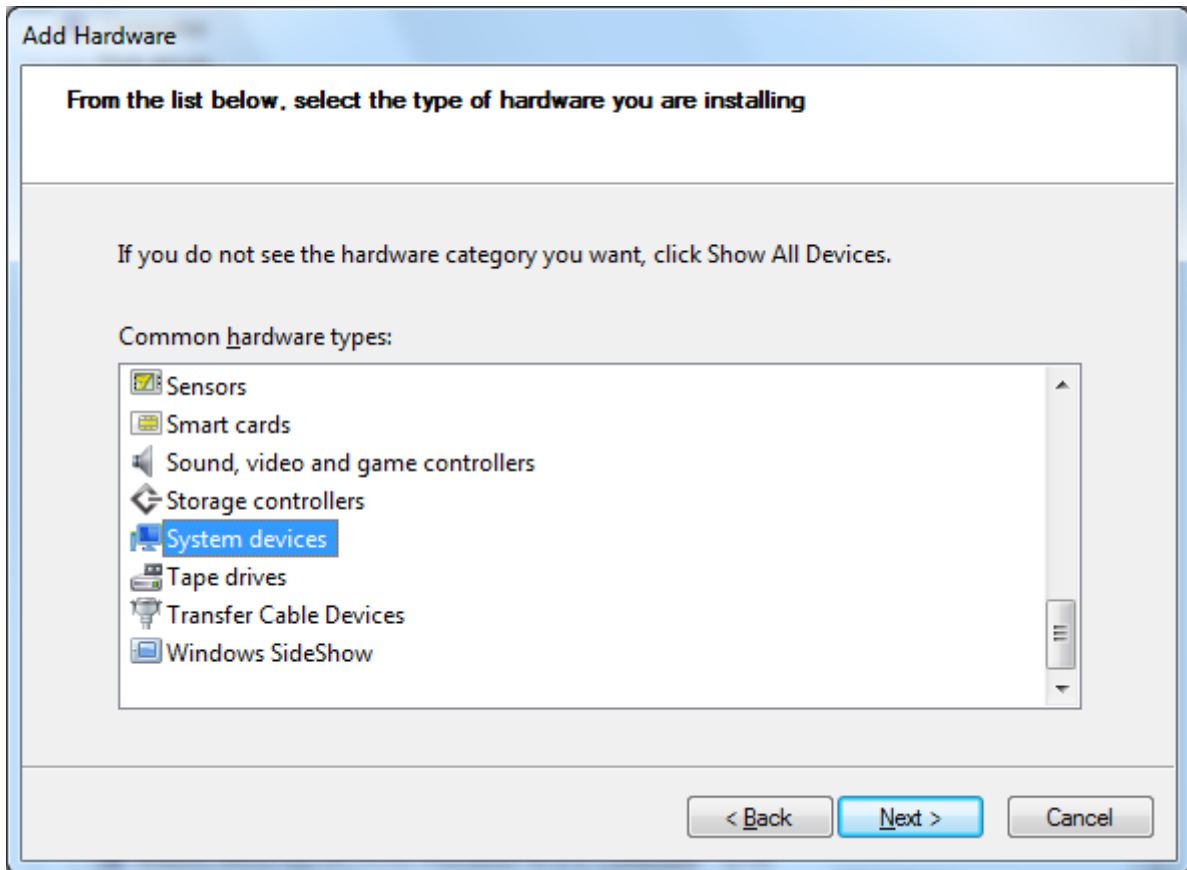 Add Hardware
From the list below, select the type of hardware you are installing
If you do not see the hardware category you want, click Show All Devices.
Common hardware types:
Sensors
Smart cards
Sound, video and game controllers
Storage controllers
System devices
Tape drives
Transfer Cable Devices
Windows SideShow
< Back Next > Cancel